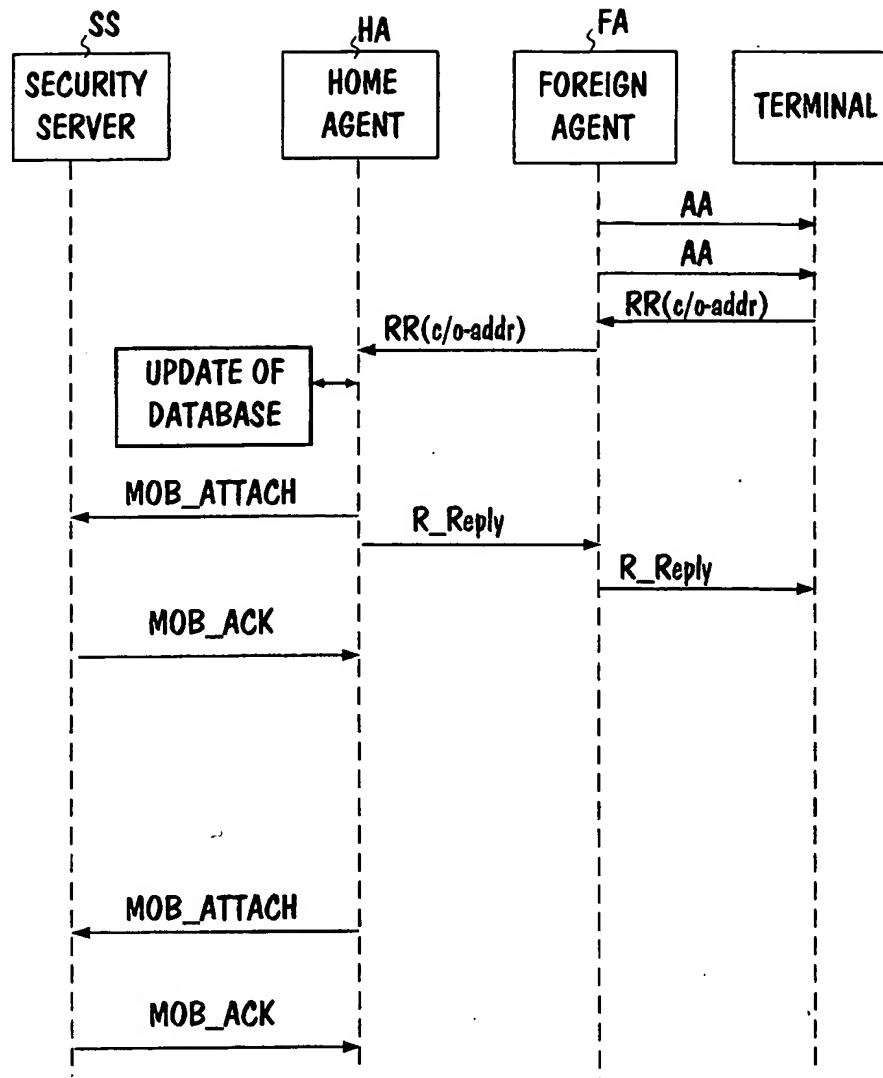 SS
HA
FA
SECURITY
SERVER
HOME
AGENT
FOREIGN
AGENT
TERMINAL
AA
AA
RR(c/o-addr)
RR(c/o-addr)
UPDATE OF
DATABASE
MOB_ATTACH
R_Reply
R_Reply
MOB_ACK
MOB_ATTACH
MOB_ACK